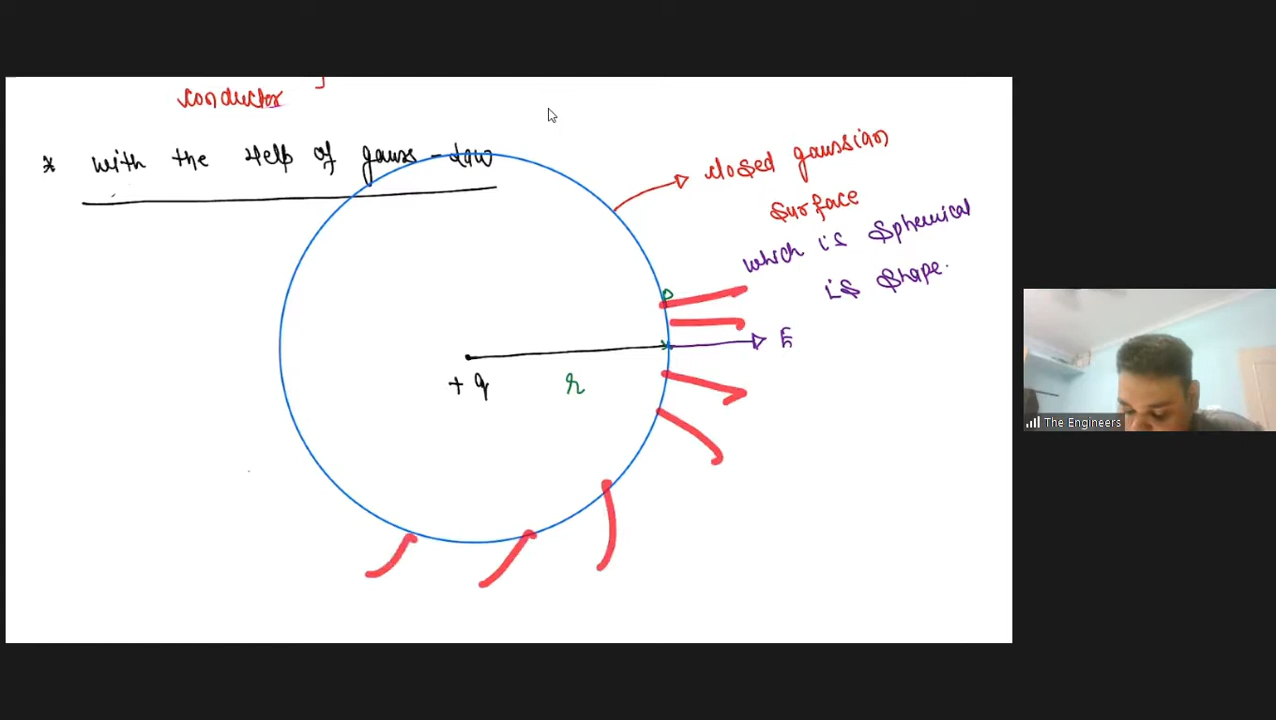 conductor
* with the Help of gauss - Law
closed gaussian
surface
which is spherical
is shape.
E
+ q
r
The Engineers